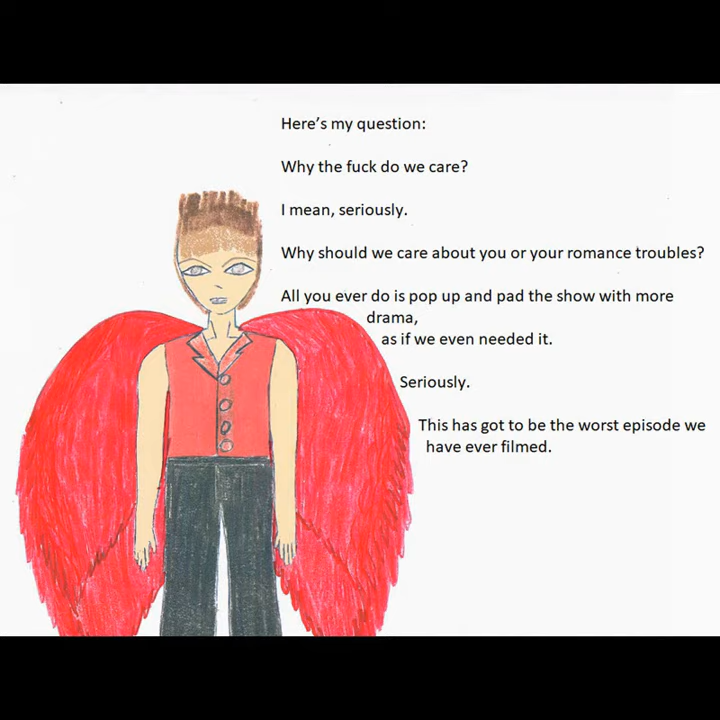 Here's my question:
Why the fuck do we care?
I mean, seriously.
Why should we care about you or your romance troubles?
All you ever do is pop up and pad the show with more
drama,
as if we even needed it.
Seriously.
This has got to be the worst episode we
have ever filmed.